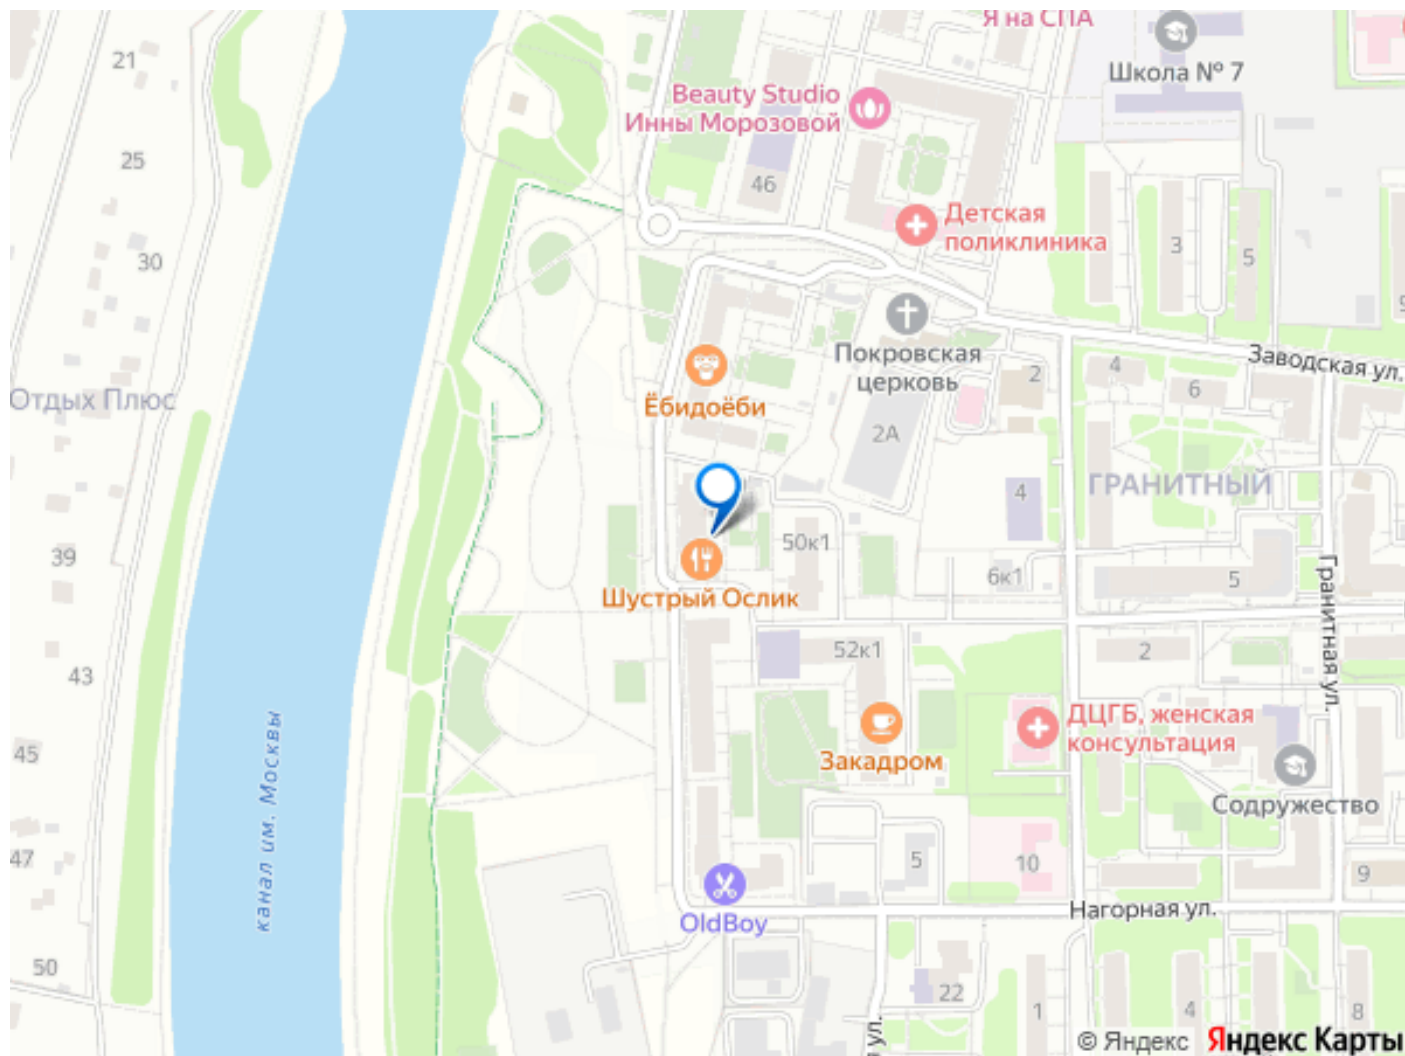 Я на СПА
Школа № 7
21
Beauty Studio
Инны Морозовой
25
46
Детская
поликлиника
3
5
30
Покровская
церковь
Заводская ул.
4
2
6
Отдых Плюс
Ёбидоёби
2А
ГРАНИТНЫЙ
4
50к1
39
6к1
5
Шустрый Ослик
Гранитная ул.
52к1
2
43
ДЦГБ, женская
консультация
45
Закадром
Содружество
канал им. Москвы
47
5
10
9
Нагорная ул.
OldBoy
50
22
1
4
8
ул.
© Яндекс
Яндекс Карты